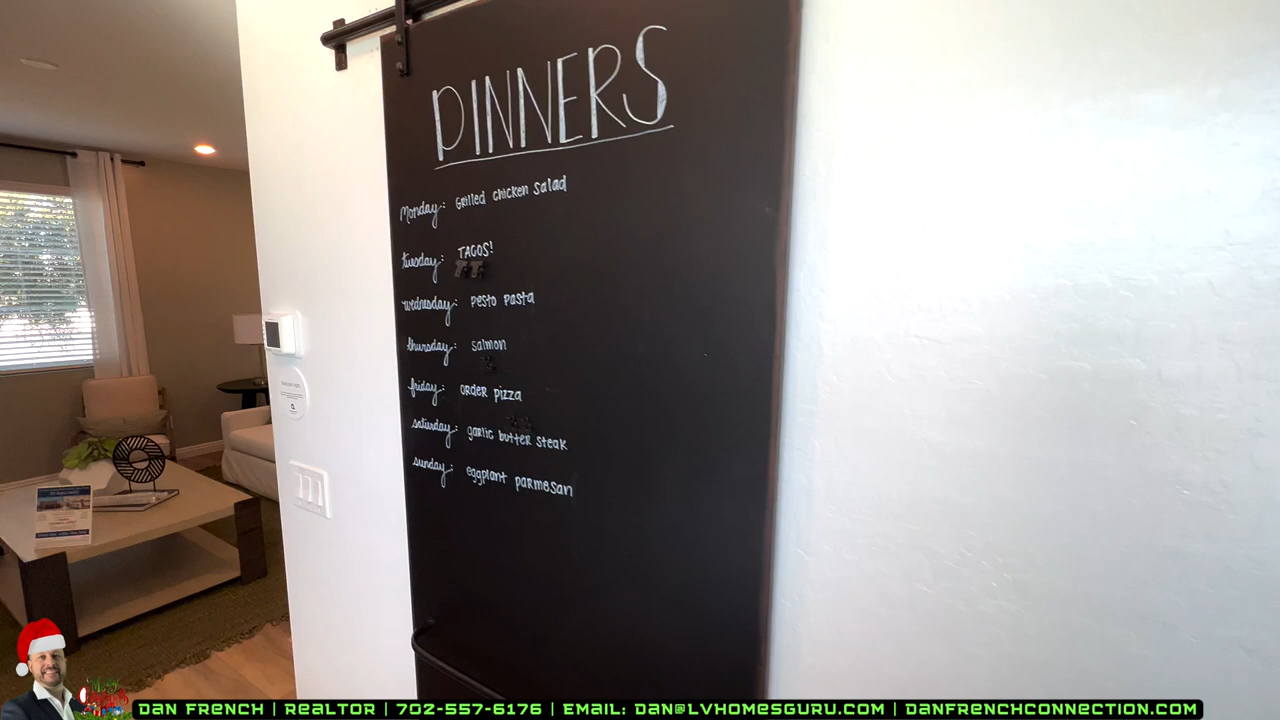 DINNERS
Monday: Grilled chicken salad
tuesday: TACOS!
wednesday: pesto pasta
thursday: salmon
friday: order pizza
saturday: garlic butter steak
sunday: eggplant parmesan
DAN FRENCH | REALTOR | 702-557-6176 | EMAIL: DAN@LVHOMESGURU.COM | DANFRENCHCONNECTION.COM